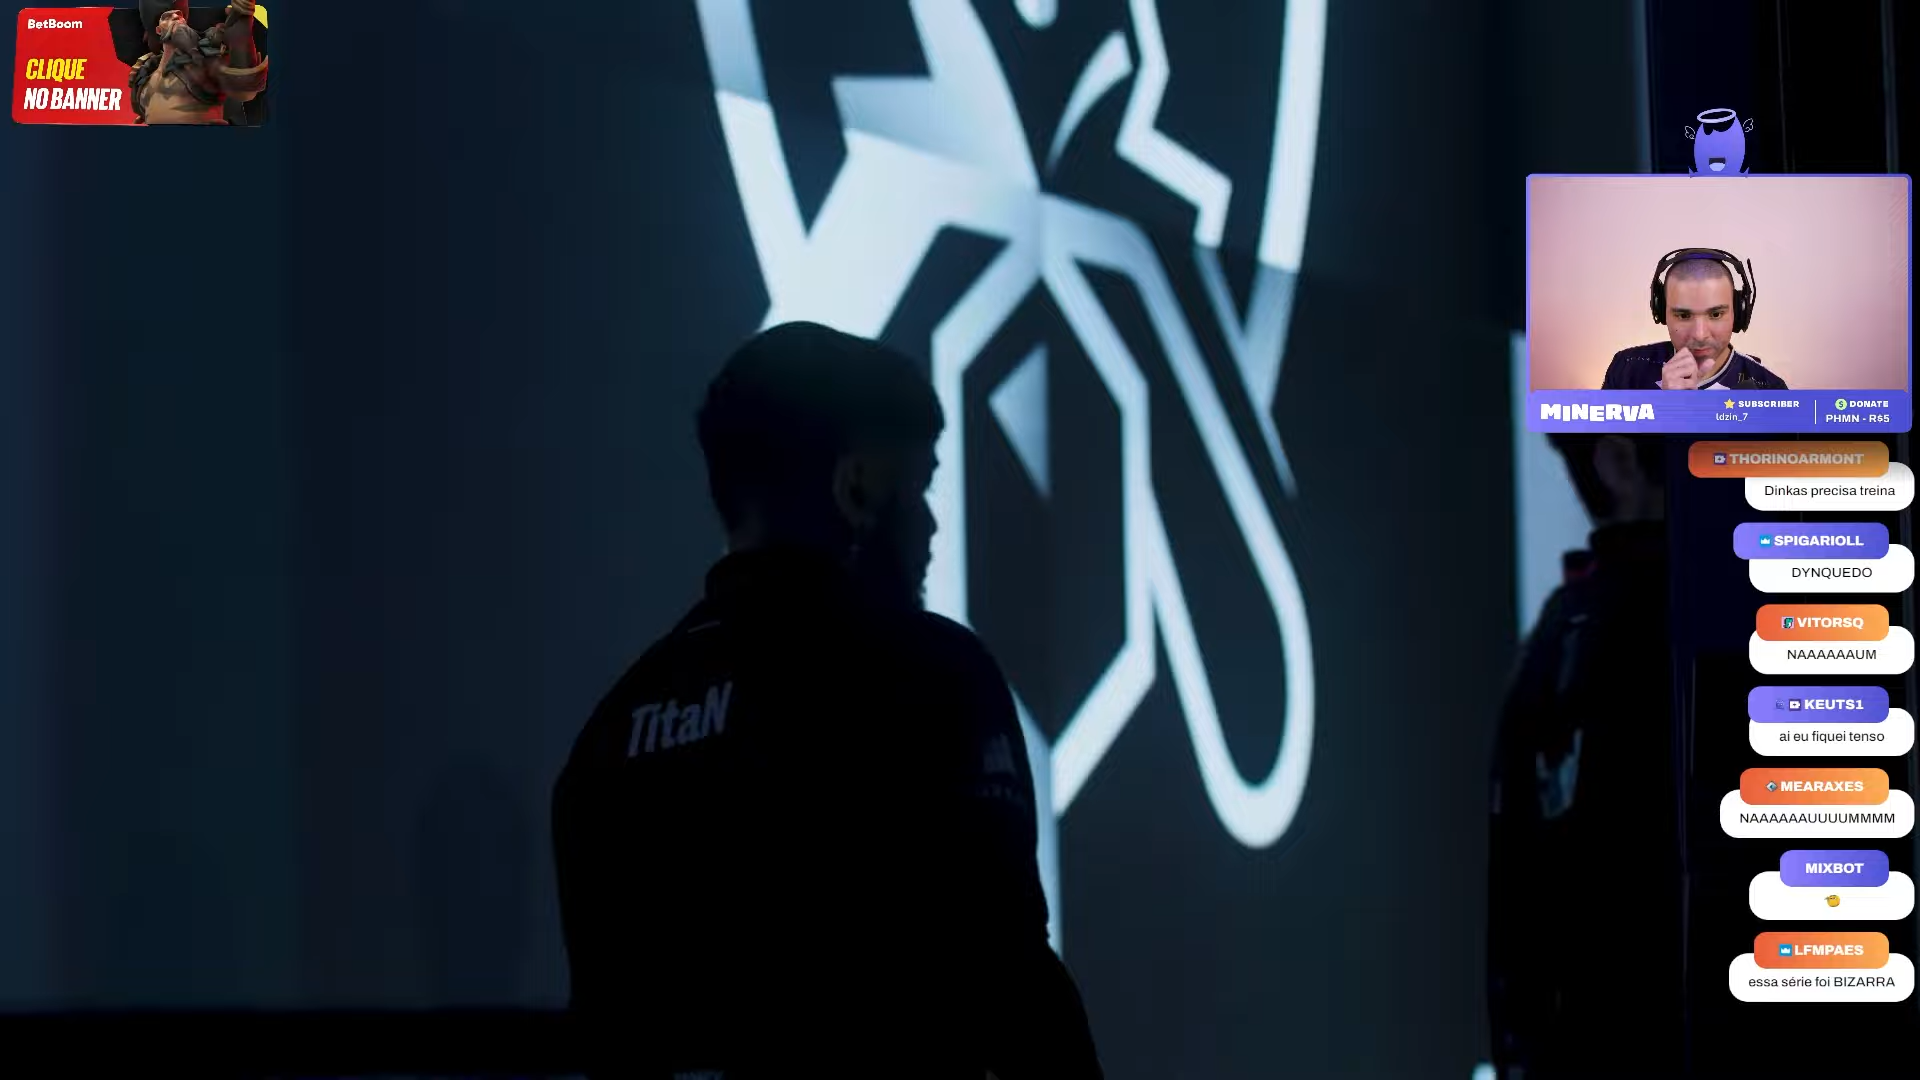 BetBoom
CLIQUE
NO BANNER
TitaN
MINERVA
SUBSCRIBER
ldzin_7
DONATE
PHMN - R$5
THORINOARMONT
Dinkas precisa treina
SPIGARIOLL
DYNQUEDO
VITORSQ
NAAAAAAUM
KEUTS1
ai eu fiquei tenso
MEARAXES
NAAAAAAUUUUMMMM
MIXBOT
LFMPAES
essa série foi BIZARRA